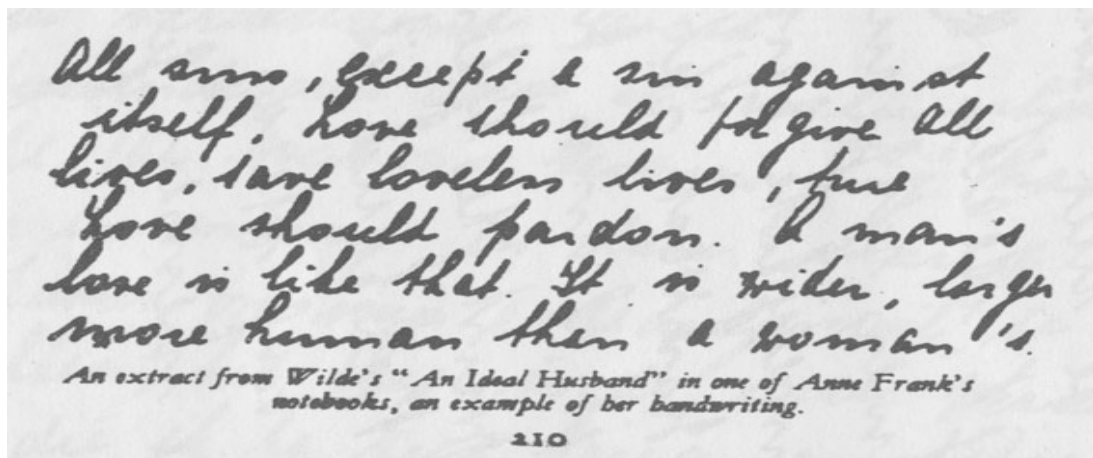 All sins, except a sin against
itself, Love should forgive All
lives, save loveless lives, true
Love should pardon. A man's
love is like that. It is wider, larger
more human than a woman's.
An extract from Wilde's "An Ideal Husband" in one of Anne Frank's
notebooks, an example of her handwriting.
210